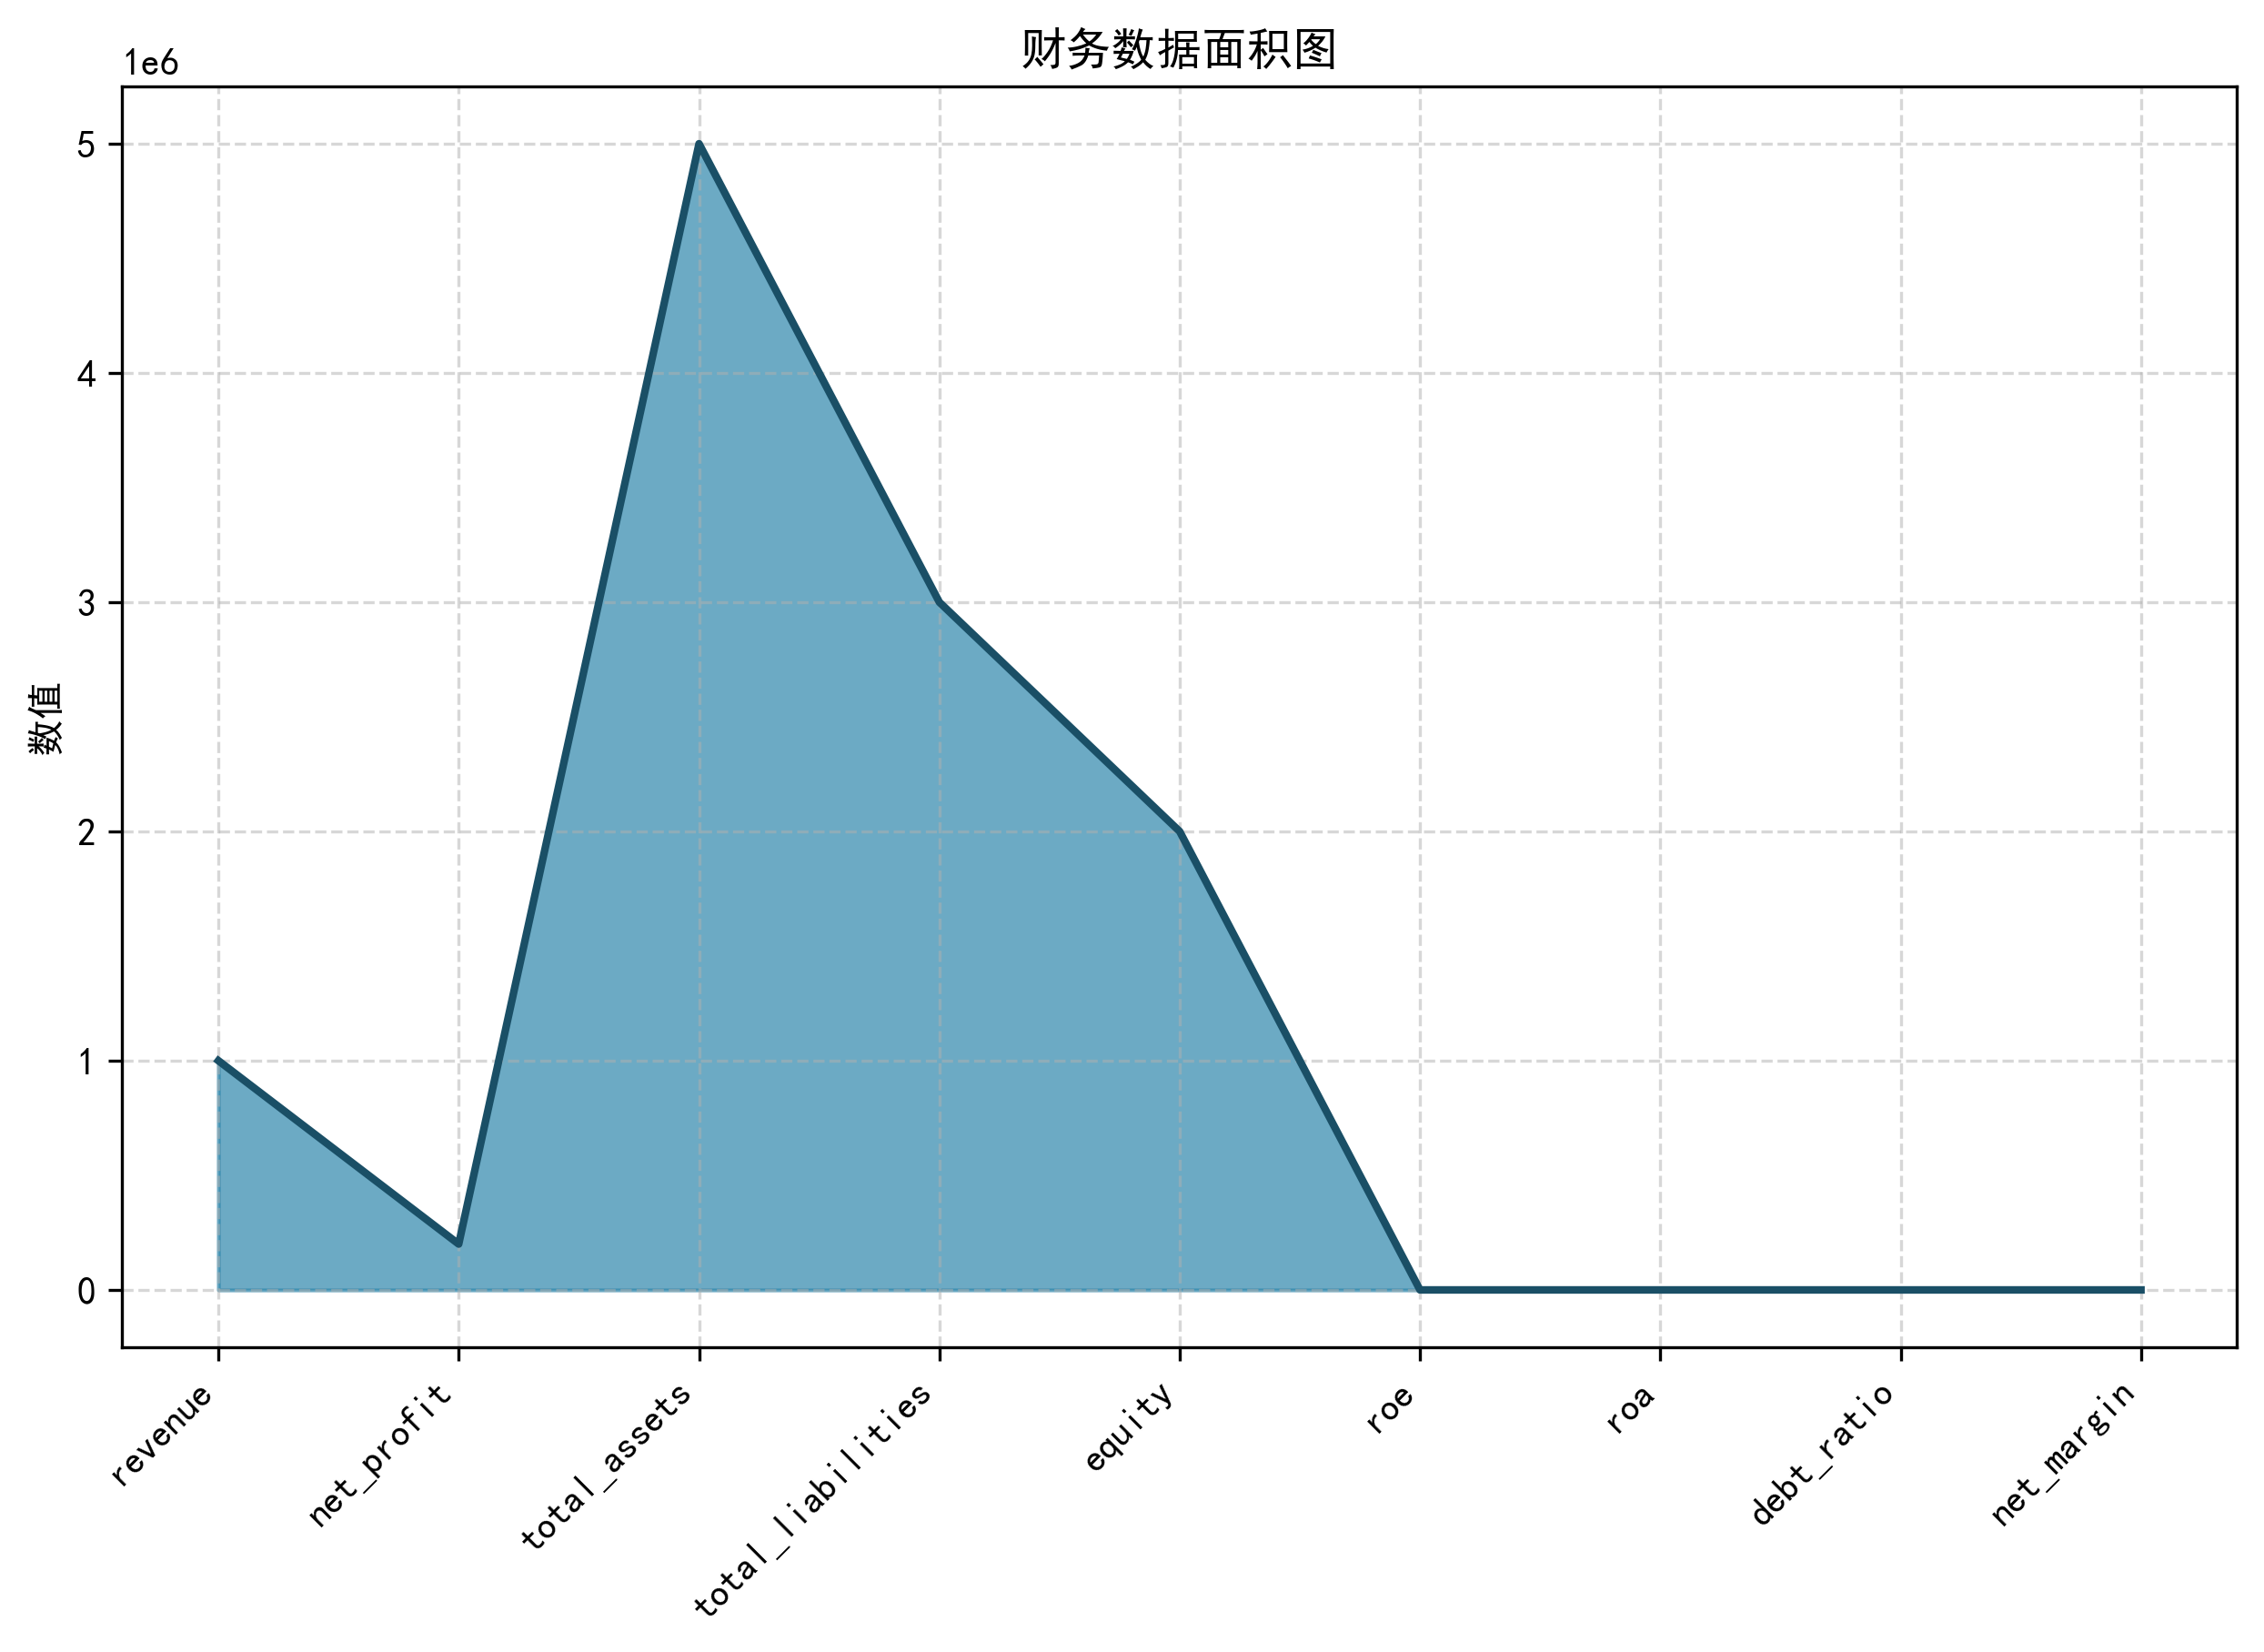 财务数据面积图
1e6
5
4
3
2
1
0
数值
revenue
net_profit
total_assets
total_liabilities
equity
roe
roa
debt_ratio
net_margin